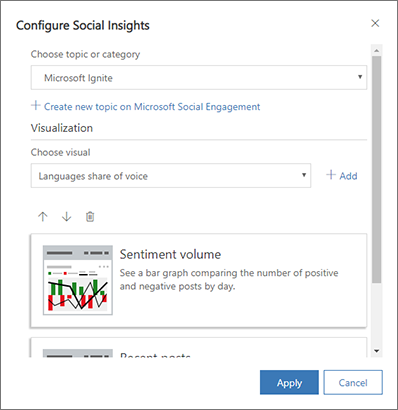 Configure Social Insights
Choose topic or category
Microsoft Ignite
Create new topic on Microsoft Social Engagement
Visualization
Choose visual
Languages share of voice
Add
Sentiment volume
See a bar graph comparing the number of positive
and negative posts by day.
Recent posts
Apply
Cancel